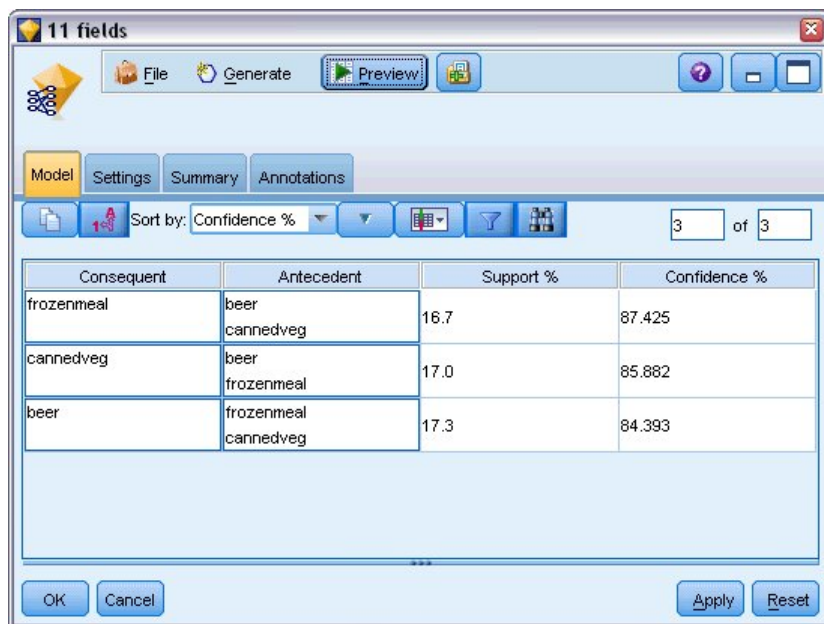 11 fields
File Generate Preview
Model Settings Summary Annotations
Sort by: Confidence % 3 of 3
Consequent Antecedent Support % Confidence %
frozenmeal beer cannedveg 16.7 87.425
cannedveg beer frozenmeal 17.0 85.882
beer frozenmeal cannedveg 17.3 84.393
OK Cancel Apply Reset